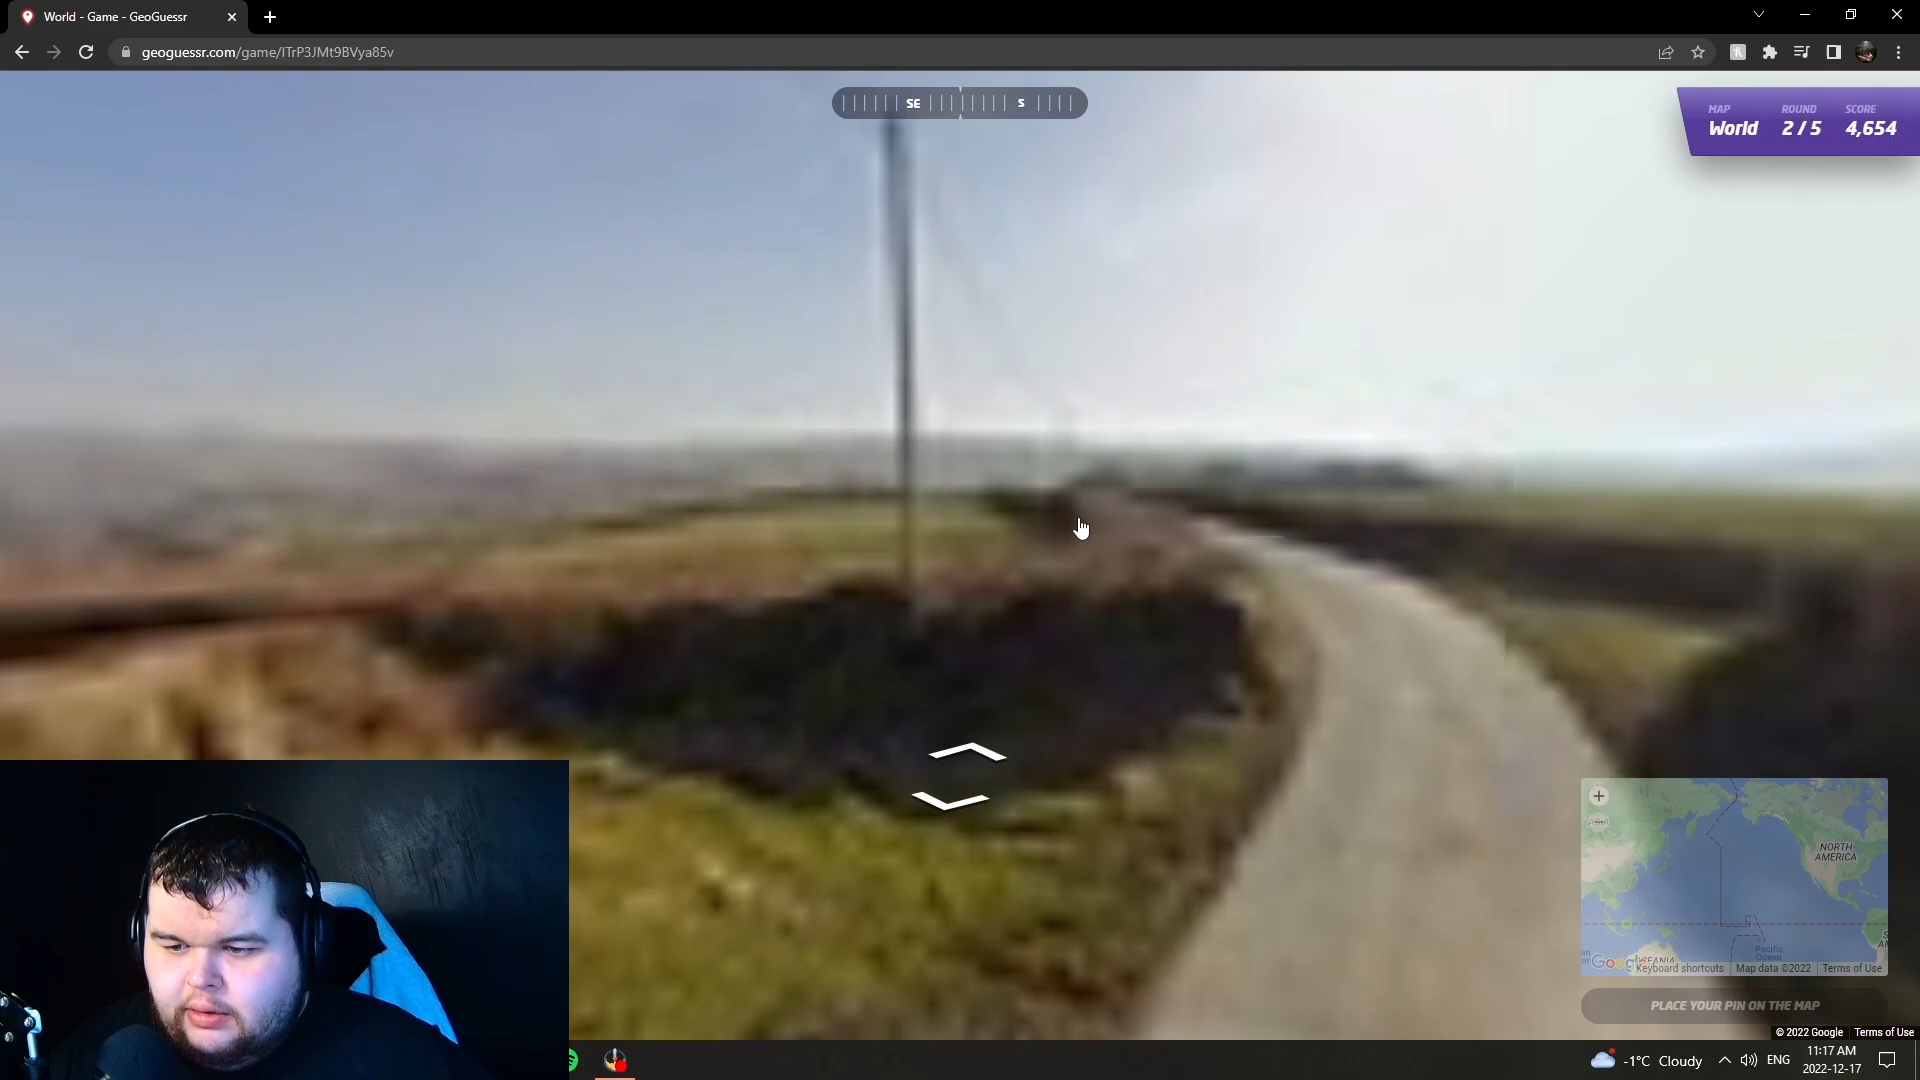 World - Game - GeoGuessr
geoguessr.com/game/lTrP3JMt9BVya85v
SE S
MAP ROUND SCORE
World 2 / 5 4,654
NORTH
AMERICA
Pacific
Ocean
Google
Keyboard shortcuts Map data ©2022 Terms of Use
PLACE YOUR PIN ON THE MAP
© 2022 Google Terms of Use
-1°C Cloudy ENG 11:17 AM
2022-12-17